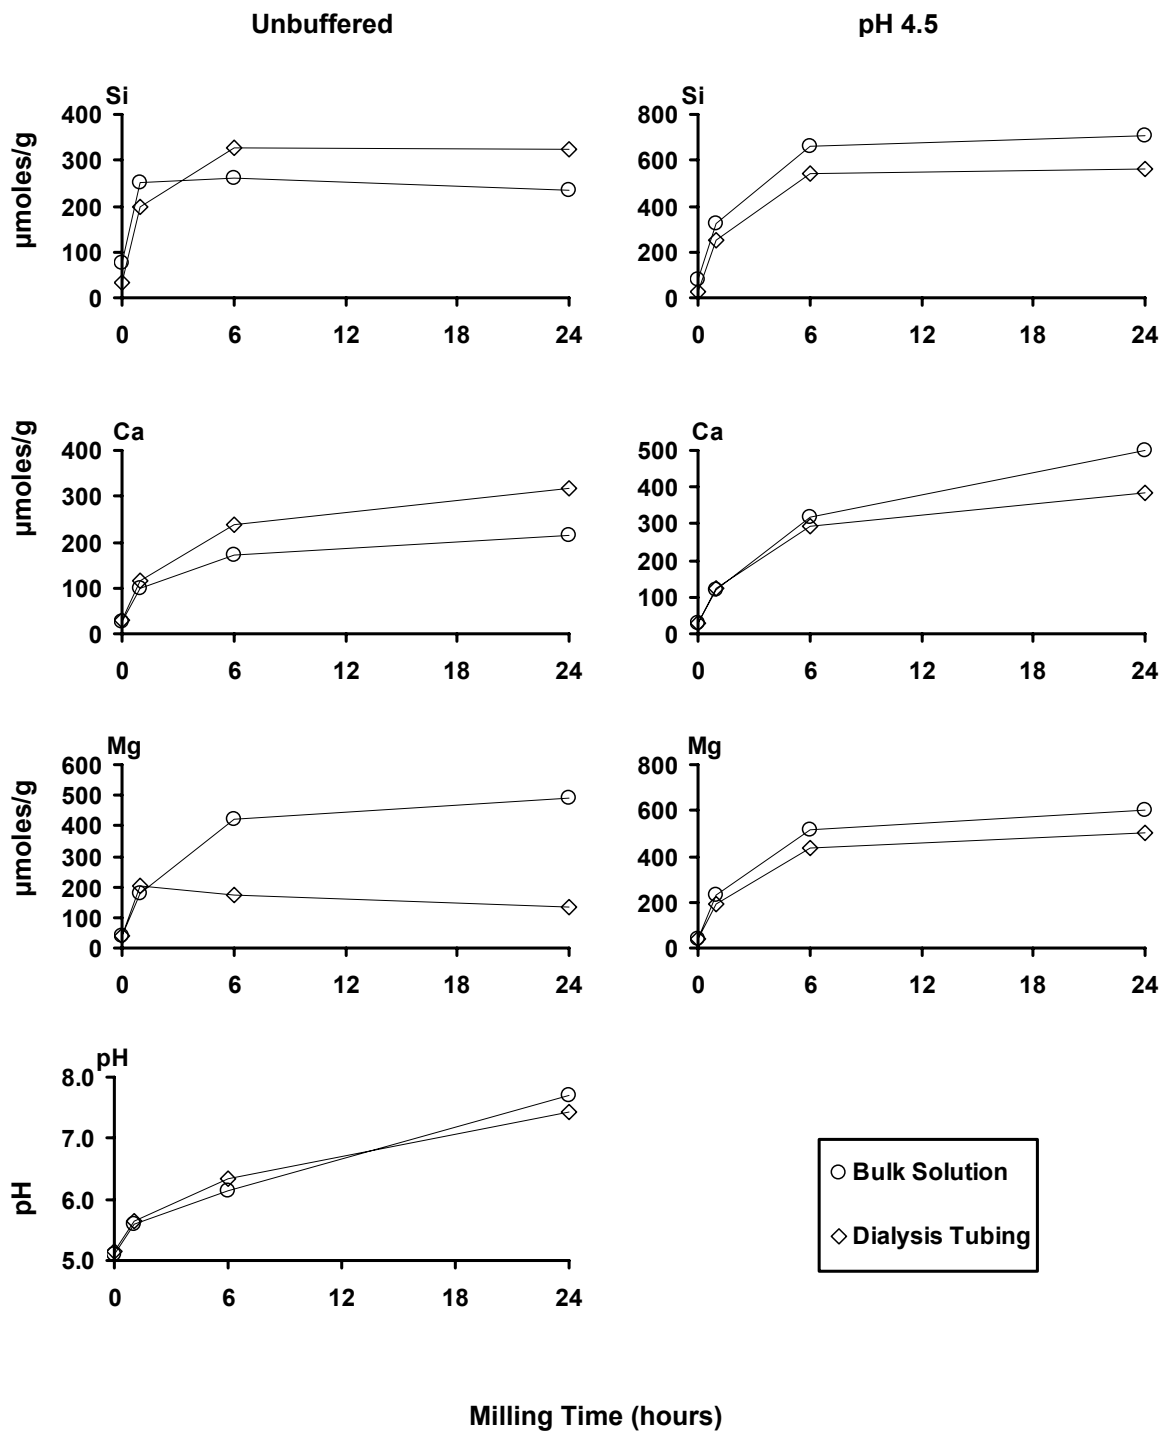 Unbuffered
pH 4.5
Si
µmoles/g
400
300
200
100
0
0 6 12 18 24
Si
800
600
400
200
0
0 6 12 18 24
Ca
µmoles/g
400
300
200
100
0
0 6 12 18 24
Ca
500
400
300
200
100
0
0 6 12 18 24
Mg
µmoles/g
600
500
400
300
200
100
0
0 6 12 18 24
Mg
800
600
400
200
0
0 6 12 18 24
pH
pH
8.0
7.0
6.0
5.0
0 6 12 18 24
Bulk Solution
Dialysis Tubing
Milling Time (hours)